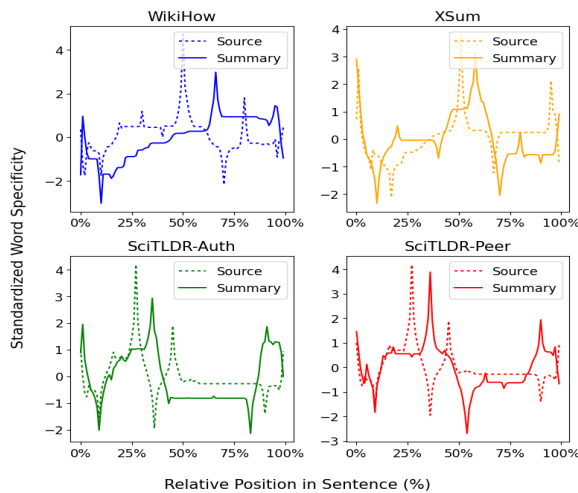 WikiHow
4
2
0
−2
Source
Summary
0% 25% 50% 75% 100%
XSum
4
3
2
1
0
−1
−2
Source
Summary
0% 25% 50% 75% 100%
Standardized Word Specificity
SciTLDR-Auth
4
3
2
1
0
−1
−2
Source
Summary
0% 25% 50% 75% 100%
SciTLDR-Peer
4
3
2
1
0
−1
−2
−3
Source
Summary
0% 25% 50% 75% 100%
Relative Position in Sentence (%)